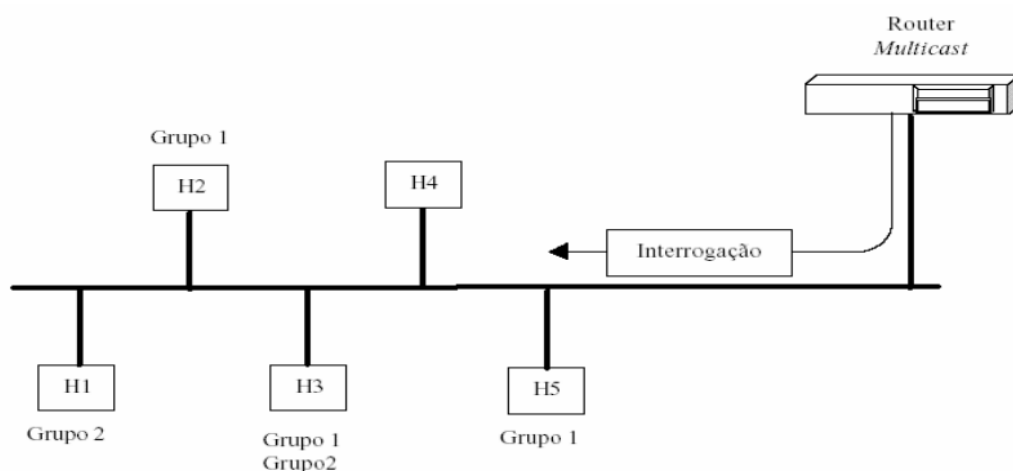 Router
Multicast
Grupo 1
H2
H4
Interrogação
H1
H3
H5
Grupo 2
Grupo 1
Grupo2
Grupo 1